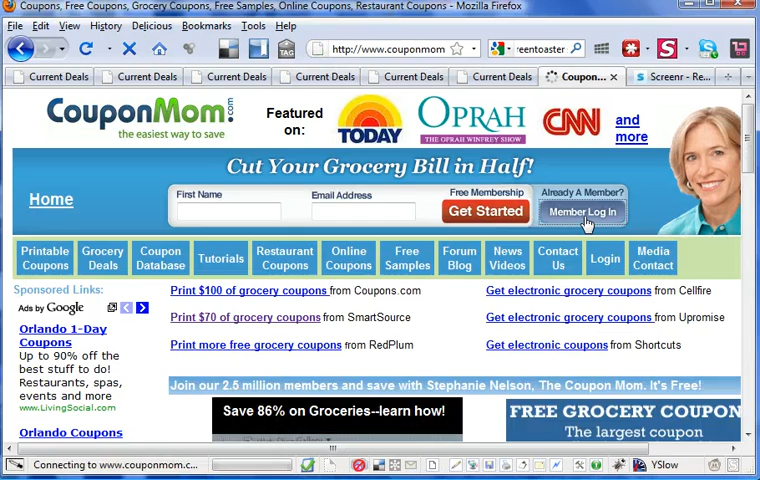 Coupons, Free Coupons, Grocery Coupons, Free Samples, Online Coupons, Restaurant Coupons - Mozilla Firefox
File Edit View History Delicious Bookmarks Tools Help
TAG http://www.couponmom reentoaster
Current Deals Current Deals Current Deals Current Deals Current Deals Current Deals Coupon... Screenr - Re...
CouponMom.com
the easiest way to save
Featured on:
TODAY
OPRAH
THE OPRAH WINFREY SHOW
CNN
and more
Cut Your Grocery Bill in Half!
Home
First Name Email Address Free Membership Already A Member?
Get Started Member Log In
Printable Coupons
Grocery Deals
Coupon Database
Tutorials
Restaurant Coupons
Online Coupons
Free Samples
Forum Blog
News Videos
Contact Us
Login
Media Contact
Sponsored Links:
Ads by Google
Orlando 1-Day
Coupons
Up to 90% off the
best stuff to do!
Restaurants, spas,
events and more
www.LivingSocial.com
Orlando Coupons
Print $100 of grocery coupons from Coupons.com
Print $70 of grocery coupons from SmartSource
Print more free grocery coupons from RedPlum
Get electronic grocery coupons from Cellfire
Get electronic grocery coupons from Upromise
Get electronic coupons from Shortcuts
Join our 2.5 million members and save with Stephanie Nelson, The Coupon Mom. It's Free!
Save 86% on Groceries--learn how!
FREE GROCERY COUPON
The largest coupon
Connecting to www.couponmom.c... YSlow